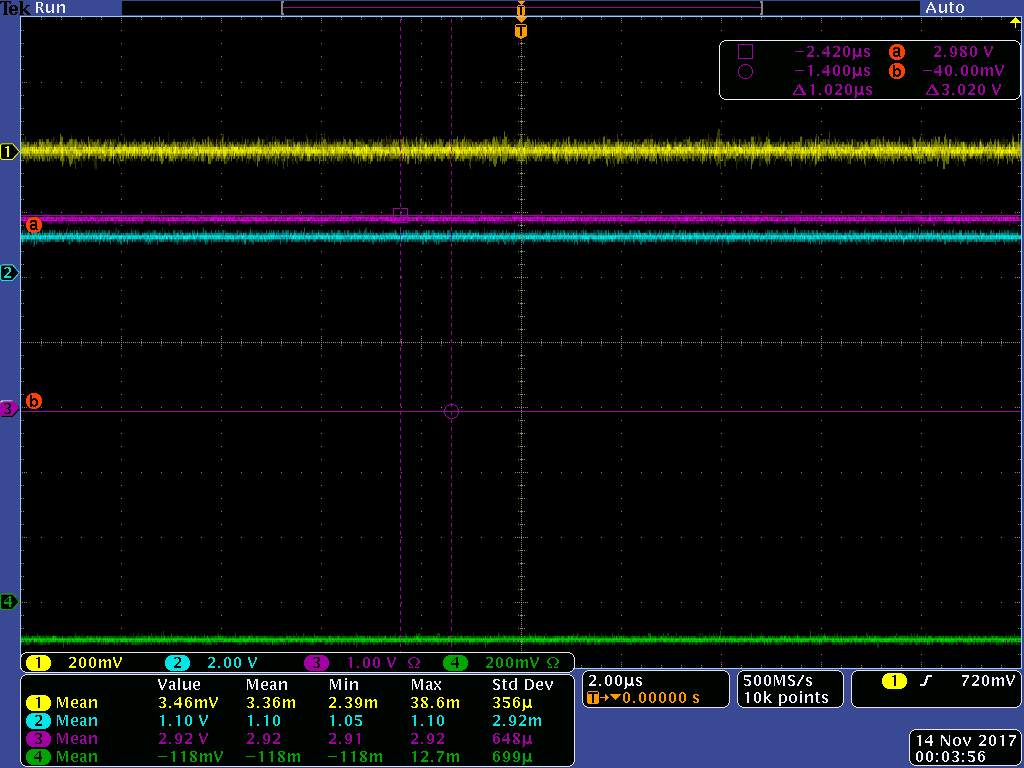 Tek Run Auto
T
T
−2.420µs a 2.980 V
−1.400µs b −40.00mV
Δ1.020µs Δ3.020 V
1
a
2
b
3
4
1 200mV 2 2.00 V 3 1.00 V Ω 4 200mV Ω
Value Mean Min Max Std Dev
1 Mean 3.46mV 3.36m 2.39m 38.6m 356µ
2 Mean 1.10 V 1.10 1.05 1.10 2.92m
3 Mean 2.92 V 2.92 2.91 2.92 648µ
4 Mean −118mV −118m −118m 12.7m 699µ
2.00µs
T→▼0.00000 s
500MS/s
10k points
1 ʃ 720mV
14 Nov 2017
00:03:56